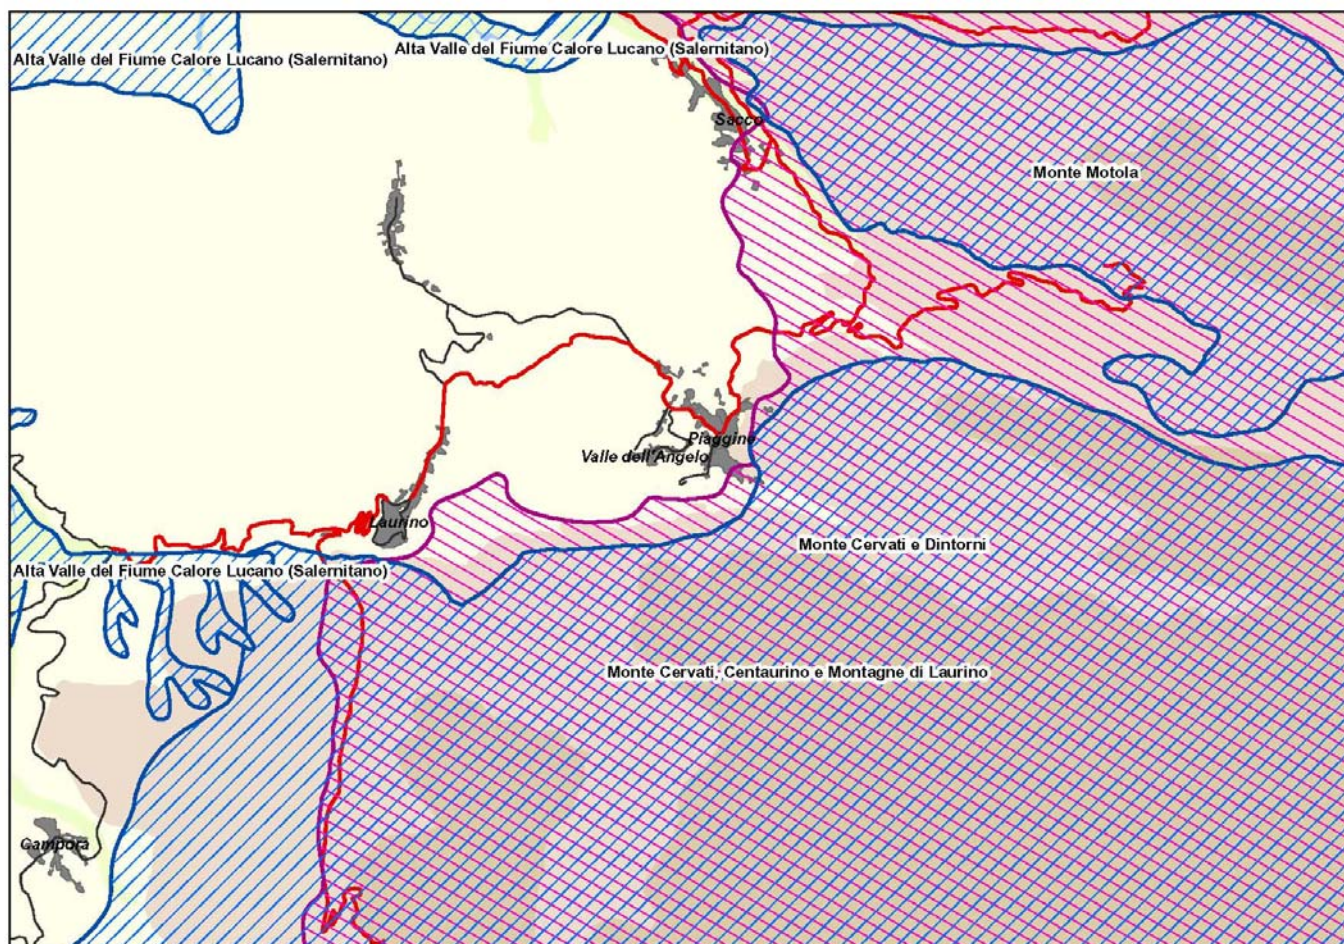 Alta Valle del Fiume Calore Lucano (Salernitano)
Alta Valle del Fiume Calore Lucano (Salernitano)
Sacco
Monte Motola
Piaggine
Valle dell'Angelo
Laurino
Monte Cervati e Dintorni
Alta Valle del Fiume Calore Lucano (Salernitano)
Monte Cervati, Centaurino e Montagne di Laurino
Campora